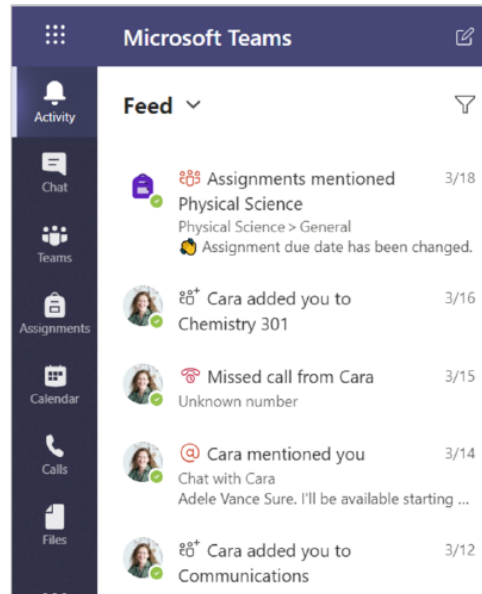 Microsoft Teams
Activity
Chat
Teams
Assignments
Calendar
Calls
Files
Feed
Assignments mentioned 3/18
Physical Science
Physical Science > General
👏 Assignment due date has been changed.
Cara added you to 3/16
Chemistry 301
Missed call from Cara 3/15
Unknown number
Cara mentioned you 3/14
Chat with Cara
Adele Vance Sure. I'll be available starting ...
Cara added you to 3/12
Communications